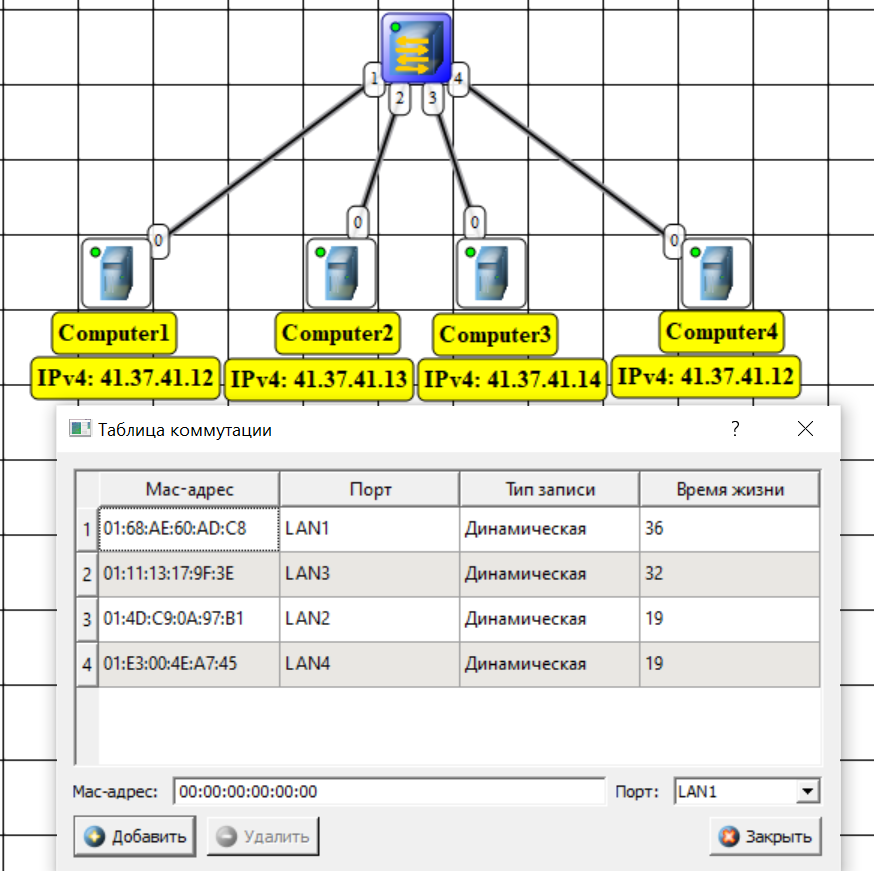 1 2 3 4
0 0 0 0
Computer1 Computer2 Computer3 Computer4
IPv4: 41.37.41.12 IPv4: 41.37.41.13 IPv4: 41.37.41.14 IPv4: 41.37.41.12
Таблица коммутации ?
Мас-адрес Порт Тип записи Время жизни
1 01:68:AE:60:AD:C8 LAN1 Динамическая 36
2 01:11:13:17:9F:3E LAN3 Динамическая 32
3 01:4D:C9:0A:97:B1 LAN2 Динамическая 19
4 01:E3:00:4E:A7:45 LAN4 Динамическая 19
Мас-адрес: 00:00:00:00:00:00 Порт: LAN1
Добавить Удалить Закрыть